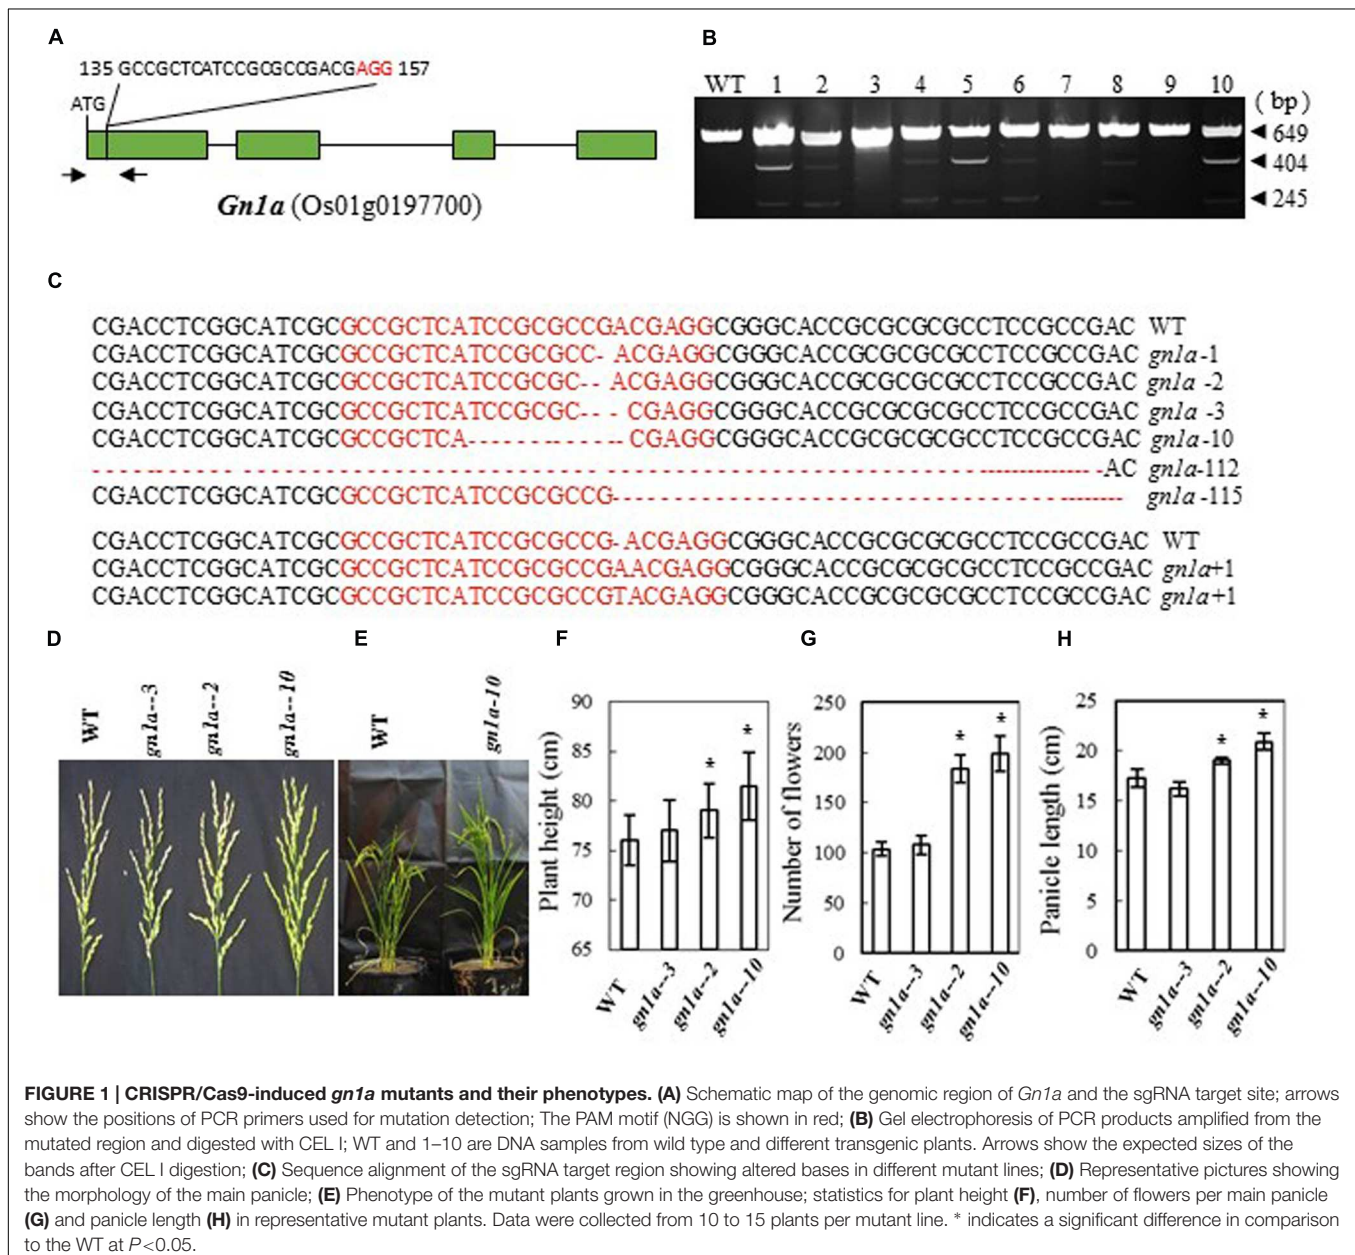 A
135 GCCGCTCATCCGCGCCGACGAGG 157
ATG
Gn1a (Os01g0197700)
B
WT 1 2 3 4 5 6 7 8 9 10
(bp)
649
404
245
C
CGACCTCGGCATCGCGCCGCTCATCCGCGCCGACGAGGCGGGCACCGCGCGCGCCTCCGCCGAC WT
CGACCTCGGCATCGCGCCGCTCATCCGCGCC- ACGAGGCGGGCACCGCGCGCGCCTCCGCCGAC gn1a-1
CGACCTCGGCATCGCGCCGCTCATCCGCGC-- ACGAGGCGGGCACCGCGCGCGCCTCCGCCGAC gn1a -2
CGACCTCGGCATCGCGCCGCTCATCCGCGC--- CGAGGCGGGCACCGCGCGCGCCTCCGCCGAC gn1a -3
CGACCTCGGCATCGCGCCGCTCA---------- CGAGGCGGGCACCGCGCGCGCCTCCGCCGAC gn1a-10
--------------------------------------------------------------AC gn1a-112
CGACCTCGGCATCGCGCCGCTCATCCGCGCCG-------------------------------- gn1a-115
CGACCTCGGCATCGCGCCGCTCATCCGCGCCG-ACGAGGCGGGCACCGCGCGCGCCTCCGCCGAC WT
CGACCTCGGCATCGCGCCGCTCATCCGCGCCGAACGAGGCGGGCACCGCGCGCGCCTCCGCCGAC gn1a+1
CGACCTCGGCATCGCGCCGCTCATCCGCGCCGTACGAGGCGGGCACCGCGCGCGCCTCCGCCGAC gn1a+1
D
WT
gn1a--3
gn1a--2
gn1a--10
E
WT
gn1a-10
F
Plant height (cm)
90
85
80
75
70
65
* *
WT
gn1a--3
gn1a--2
gn1a--10
G
Number of flowers
250
200
150
100
50
0
* *
WT
gn1a--3
gn1a--2
gn1a--10
H
Panicle length (cm)
25
20
15
10
5
0
* *
WT
gn1a--3
gn1a--2
gn1a--10
FIGURE 1 | CRISPR/Cas9-induced gn1a mutants and their phenotypes. (A) Schematic map of the genomic region of Gn1a and the sgRNA target site; arrows
show the positions of PCR primers used for mutation detection; The PAM motif (NGG) is shown in red; (B) Gel electrophoresis of PCR products amplified from the
mutated region and digested with CEL I; WT and 1–10 are DNA samples from wild type and different transgenic plants. Arrows show the expected sizes of the
bands after CEL I digestion; (C) Sequence alignment of the sgRNA target region showing altered bases in different mutant lines; (D) Representative pictures showing
the morphology of the main panicle; (E) Phenotype of the mutant plants grown in the greenhouse; statistics for plant height (F), number of flowers per main panicle
(G) and panicle length (H) in representative mutant plants. Data were collected from 10 to 15 plants per mutant line. * indicates a significant difference in comparison
to the WT at P<0.05.